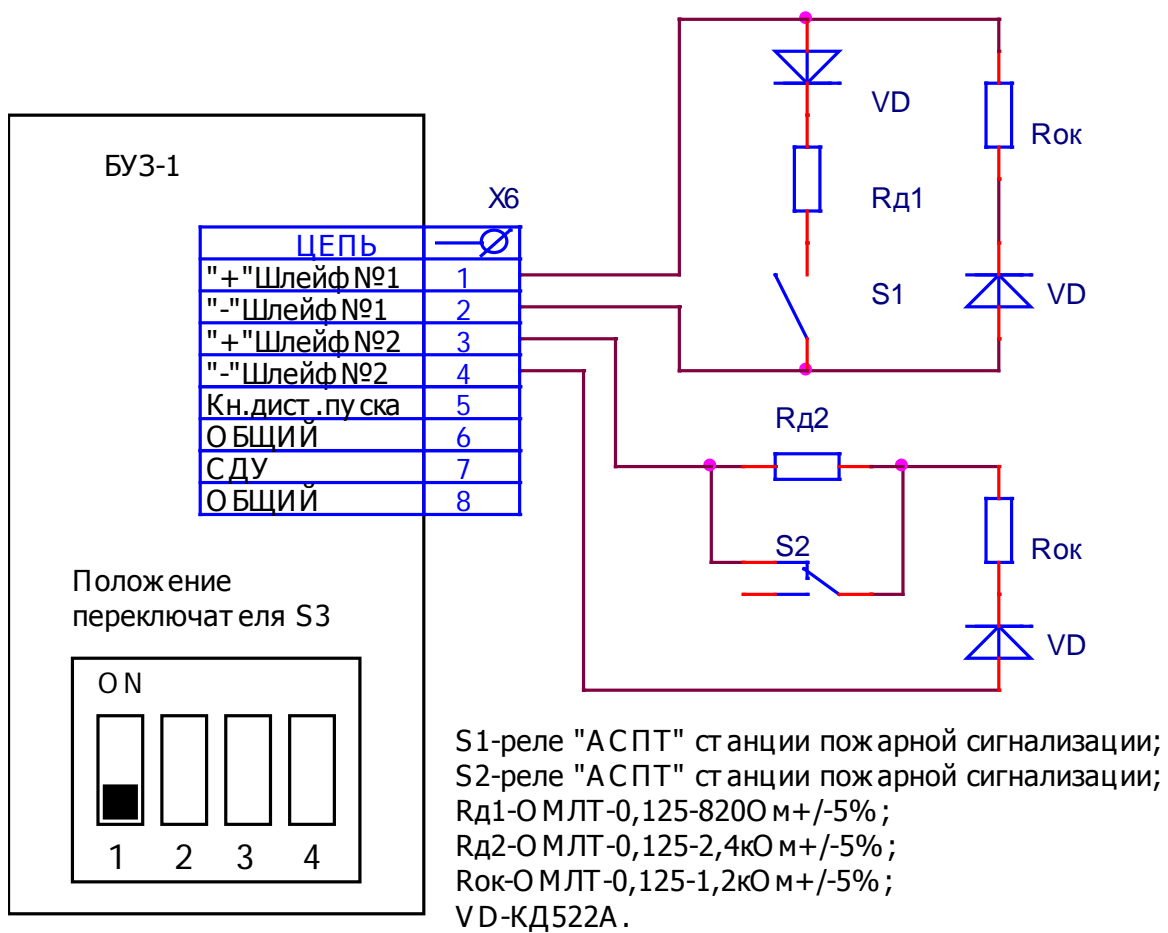 БУЗ-1
X6
ЦЕПЬ
"+"Шлейф№1 1
"-"Шлейф№1 2
"+"Шлейф№2 3
"-"Шлейф№2 4
Кн.дист.пуска 5
ОБЩИЙ 6
СДУ 7
ОБЩИЙ 8
VD
Rок
Rд1
S1
VD
Rд2
S2
Rок
VD
Положение
переключателя S3
ON
1 2 3 4
S1-реле "АСПТ" станции пожарной сигнализации;
S2-реле "АСПТ" станции пожарной сигнализации;
Rд1-ОМЛТ-0,125-820Ом+/-5%;
Rд2-ОМЛТ-0,125-2,4кОм+/-5%;
Rок-ОМЛТ-0,125-1,2кОм+/-5%;
VD-КД522А.